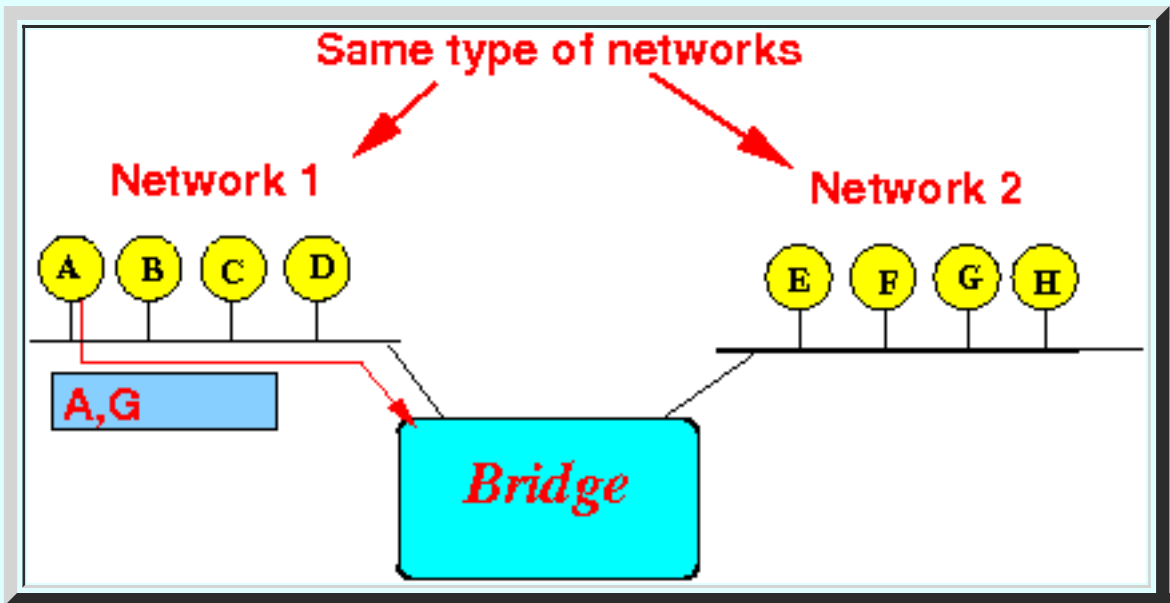 Same type of networks
Network 1
Network 2
A B C D
E F G H
A,G
Bridge